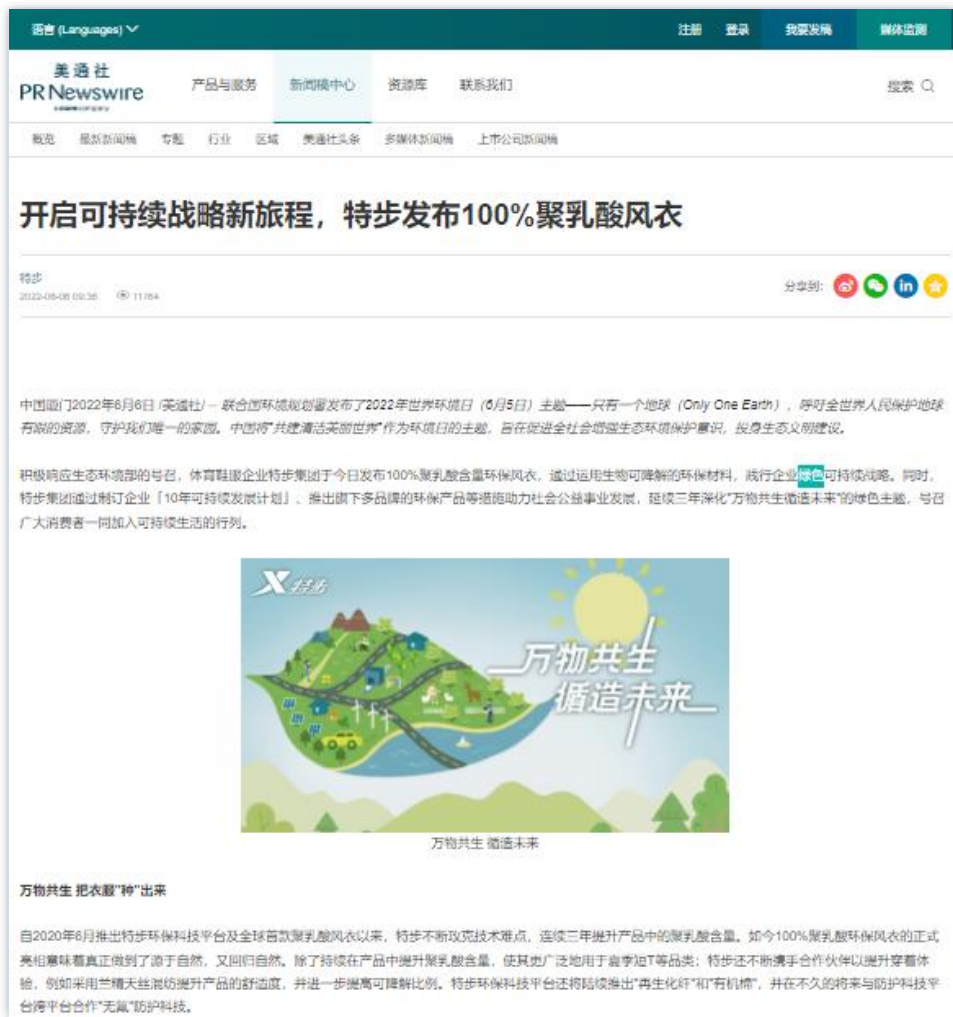 语言 (Languages)
注册 登录 我要发稿 媒体监测
美通社
PR Newswire
产品与服务 新闻稿中心 资源库 联系我们
搜索
概览 最新新闻稿 专题 行业 区域 美通社头条 多媒体新闻稿 上市公司新闻稿
开启可持续战略新旅程，特步发布100%聚乳酸风衣
特步
分享到:
2022-06-06 09:36 11764
中国厦门2022年6月6日 /美通社/ -- 联合国环境规划署发布了2022年世界环境日（6月5日）主题——只有一个地球（Only One Earth），呼吁全世界人民保护地球
有限的资源，守护我们唯一的家园。中国将"共建清洁美丽世界"作为环境日的主题，旨在促进全社会增强生态环境保护意识，投身生态文明建设。
积极响应生态环境部的号召，体育鞋服企业特步集团于今日发布100%聚乳酸含量环保风衣，通过运用生物可降解的环保材料，践行企业绿色可持续战略。同时，
特步集团通过制订企业「10年可持续发展计划」、推出旗下多品牌的环保产品等措施助力社会公益事业发展，延续三年深化"万物共生循造未来"的绿色主题，号召
广大消费者一同加入可持续生活的行列。
特步
万物共生
循造未来
万物共生 循造未来
万物共生 把衣服"种"出来
自2020年6月推出特步环保科技平台及全球首款聚乳酸风衣以来，特步不断攻克技术难点，连续三年提升产品中的聚乳酸含量。如今100%聚乳酸环保风衣的正式
亮相意味着真正做到了源于自然，又回归自然。除了持续在产品中提升聚乳酸含量，使其更广泛地用于夏季短T等品类；特步还不断携手合作伙伴以提升穿着体
验，例如采用兰精天丝混纺提升产品的舒适度，并进一步提高可降解比例。特步环保科技平台还将陆续推出"再生化纤"和"有机棉"，并在不久的将来与防护科技平
台跨平台合作"无氟"防护科技。